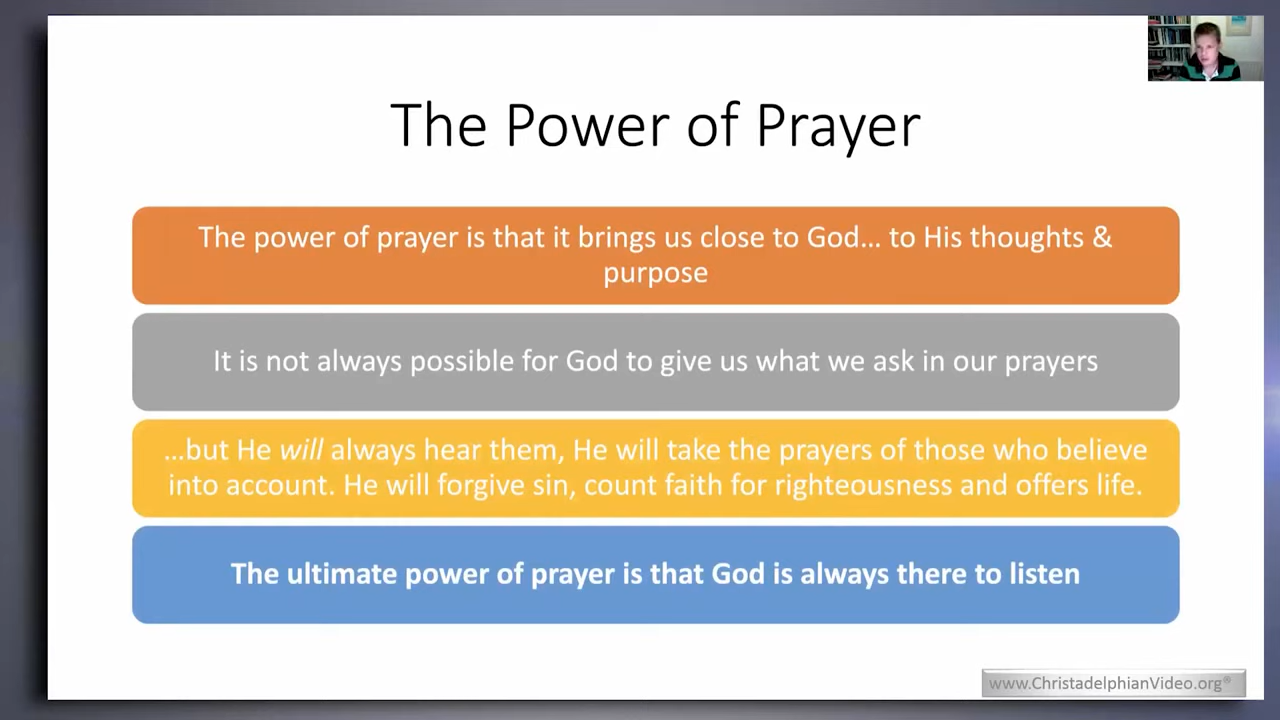 The Power of Prayer
The power of prayer is that it brings us close to God... to His thoughts &
purpose
It is not always possible for God to give us what we ask in our prayers
...but He will always hear them, He will take the prayers of those who believe
into account. He will forgive sin, count faith for righteousness and offers life.
The ultimate power of prayer is that God is always there to listen
www.ChristadelphianVideo.org®